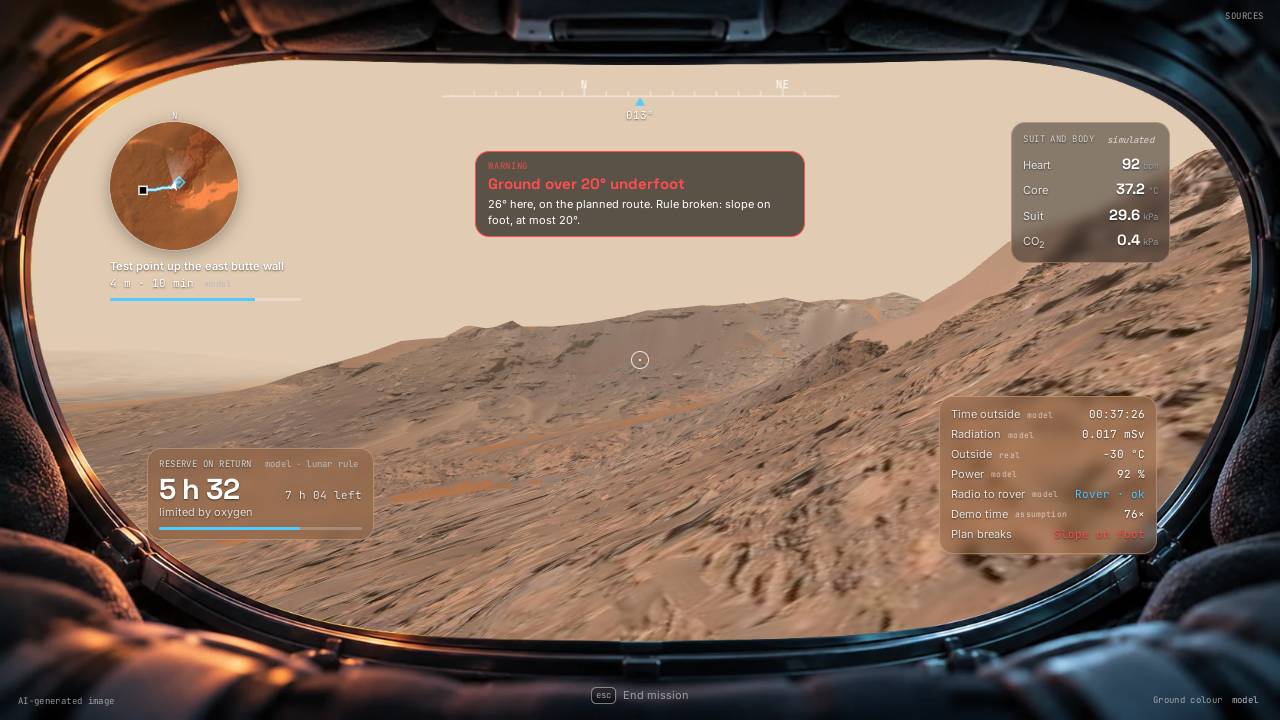 SOURCES
N NE
013°
N
WARNING
Ground over 20° underfoot
26° here, on the planned route. Rule broken: slope on
foot, at most 20°.
SUIT AND BODY simulated
Heart 92 bpm
Core 37.2 °C
Suit 29.6 kPa
CO2 0.4 kPa
Test point up the east butte wall
4 m · 10 min model
RESERVE ON RETURN model · lunar rule
5 h 32 7 h 04 left
limited by oxygen
Time outside model 00:37:26
Radiation model 0.017 mSv
Outside real -30 °C
Power model 92 %
Radio to rover model Rover · ok
Demo time assumption 76×
Plan breaks Slope on foot
esc End mission
AI-generated image
Ground colour model